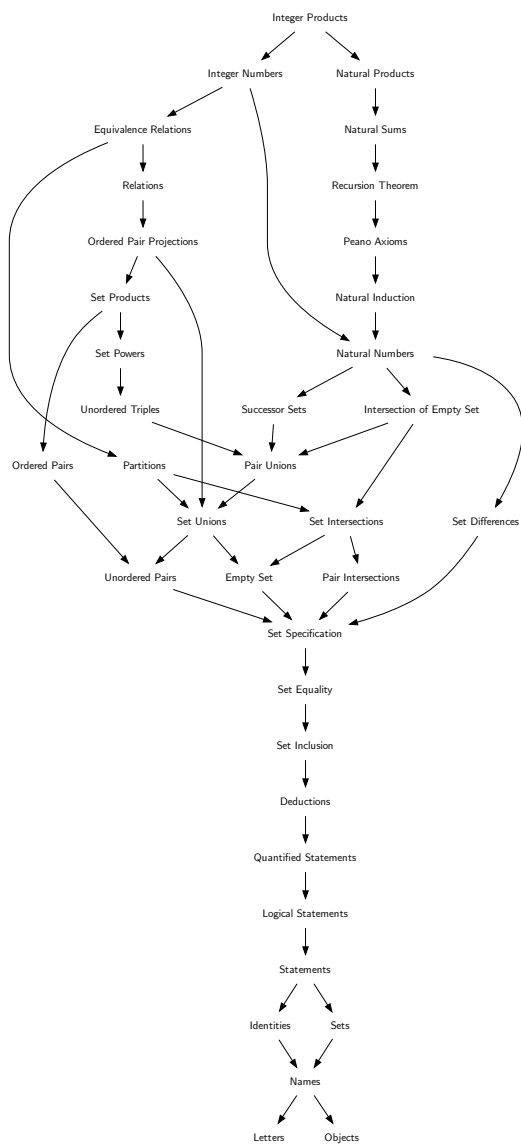 Integer Products
Integer Numbers
Natural Products
Equivalence Relations
Natural Sums
Relations
Recursion Theorem
Ordered Pair Projections
Peano Axioms
Set Products
Natural Induction
Set Powers
Natural Numbers
Unordered Triples
Successor Sets
Intersection of Empty Set
Ordered Pairs
Partitions
Pair Unions
Set Unions
Set Intersections
Set Differences
Unordered Pairs
Empty Set
Pair Intersections
Set Specification
Set Equality
Set Inclusion
Deductions
Quantified Statements
Logical Statements
Statements
Identities
Sets
Names
Letters
Objects